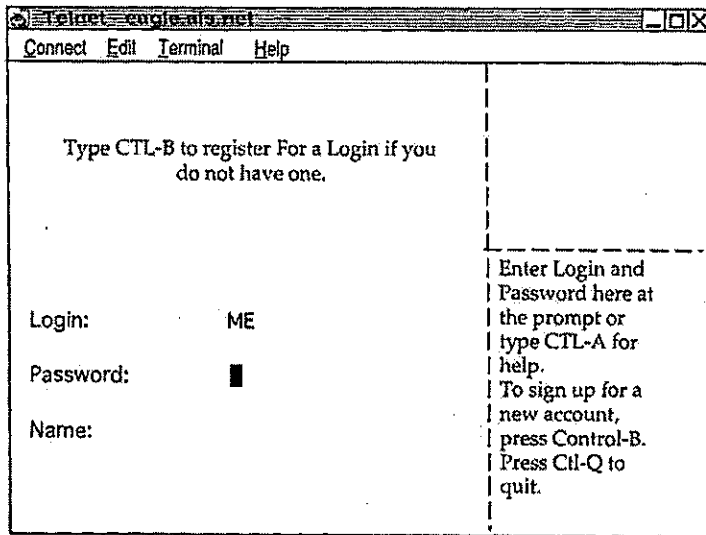 Telnet - eagle.als.net
Connect Edit Terminal Help
Type CTL-B to register For a Login if you
do not have one.
Login: ME
Password:
Name:
Enter Login and
Password here at
the prompt or
type CTL-A for
help.
To sign up for a
new account,
press Control-B.
Press Ctl-Q to
quit.